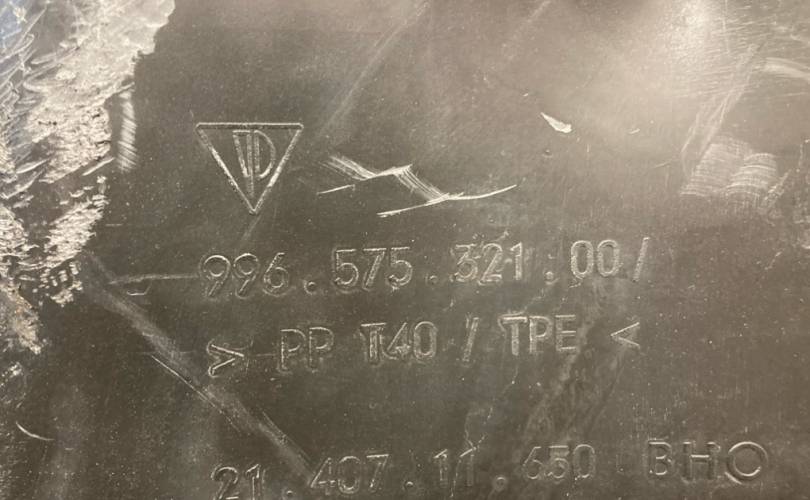 996.575.321.00/
> PP T40 / TPE <
21.407.11.650 BHO